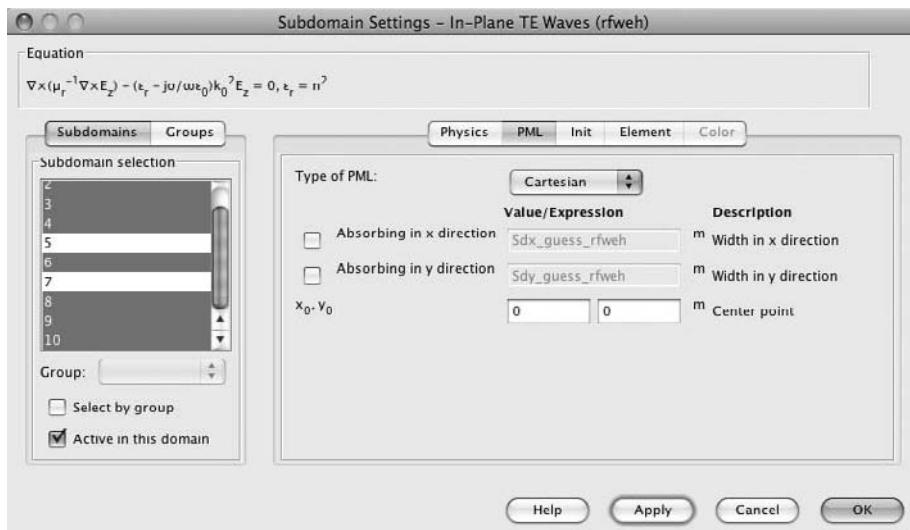 Subdomain Settings – In-Plane TE Waves (rfweh)
Equation
∇×(μr⁻¹∇×Ez) – (εr – jσ/ωε0)k0²Ez = 0, εr = n²
Subdomains Groups
Subdomain selection
2
3
4
5
6
7
8
9
10
Group:
Select by group
Active in this domain
Physics PML Init Element Color
Type of PML: Cartesian
Value/Expression Description
Absorbing in x direction Sdx_guess_rfweh m Width in x direction
Absorbing in y direction Sdy_guess_rfweh m Width in y direction
x0, y0 0 0 m Center point
Help Apply Cancel OK